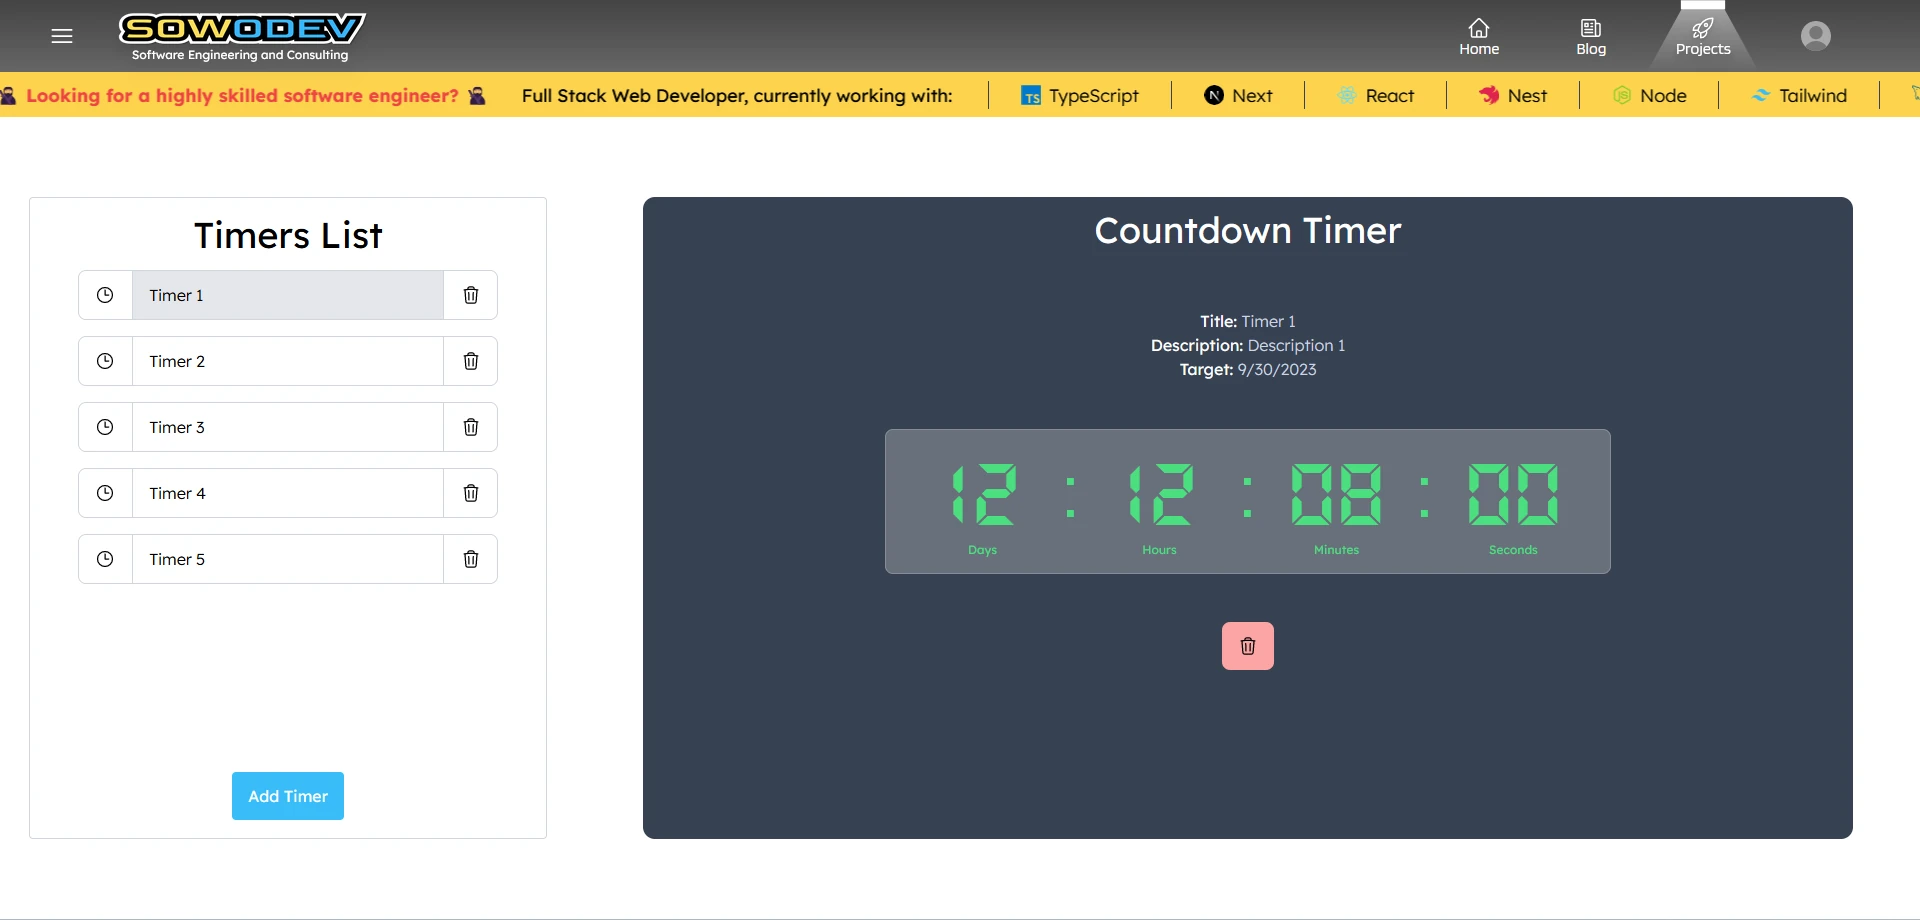 SOWODEV
Software Engineering and Consulting
Home
Blog
Projects
Looking for a highly skilled software engineer?
Full Stack Web Developer, currently working with:
TS TypeScript
N Next
React
Nest
JS Node
Tailwind
Timers List
Timer 1
Timer 2
Timer 3
Timer 4
Timer 5
Add Timer
Countdown Timer
Title: Timer 1
Description: Description 1
Target: 9/30/2023
12 : 12 : 08 : 00
Days Hours Minutes Seconds